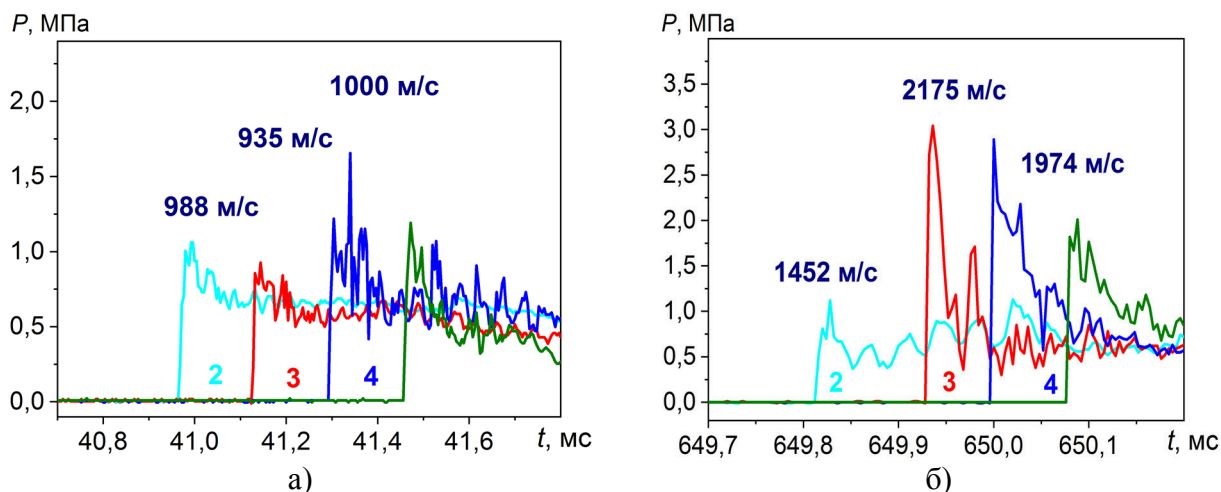 P, МПа
2,0
1,5
1,0
0,5
0,0
1000 м/с
935 м/с
988 м/с
2
3
4
40,8
41,0
41,2
41,4
41,6
t, мс
а)
P, МПа
3,5
3,0
2,5
2,0
1,5
1,0
0,5
0,0
2175 м/с
1974 м/с
1452 м/с
2
3
4
649,7
649,8
649,9
650,0
650,1
t, мс
б)